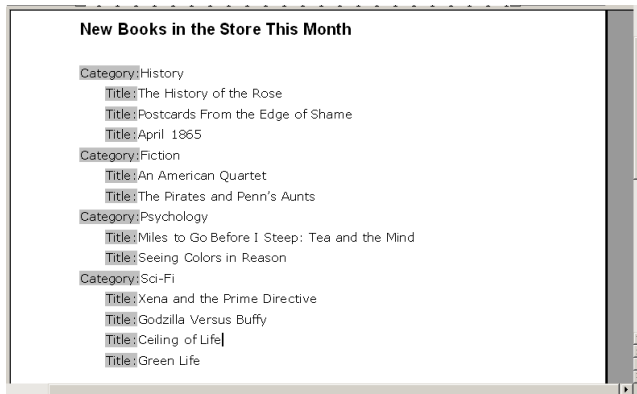 New Books in the Store This Month
Category:History
Title:The History of the Rose
Title:Postcards From the Edge of Shame
Title:April 1865
Category:Fiction
Title:An American Quartet
Title:The Pirates and Penn's Aunts
Category:Psychology
Title:Miles to Go Before I Steep: Tea and the Mind
Title:Seeing Colors in Reason
Category:Sci-Fi
Title:Xena and the Prime Directive
Title:Godzilla Versus Buffy
Title:Ceiling of Life
Title:Green Life